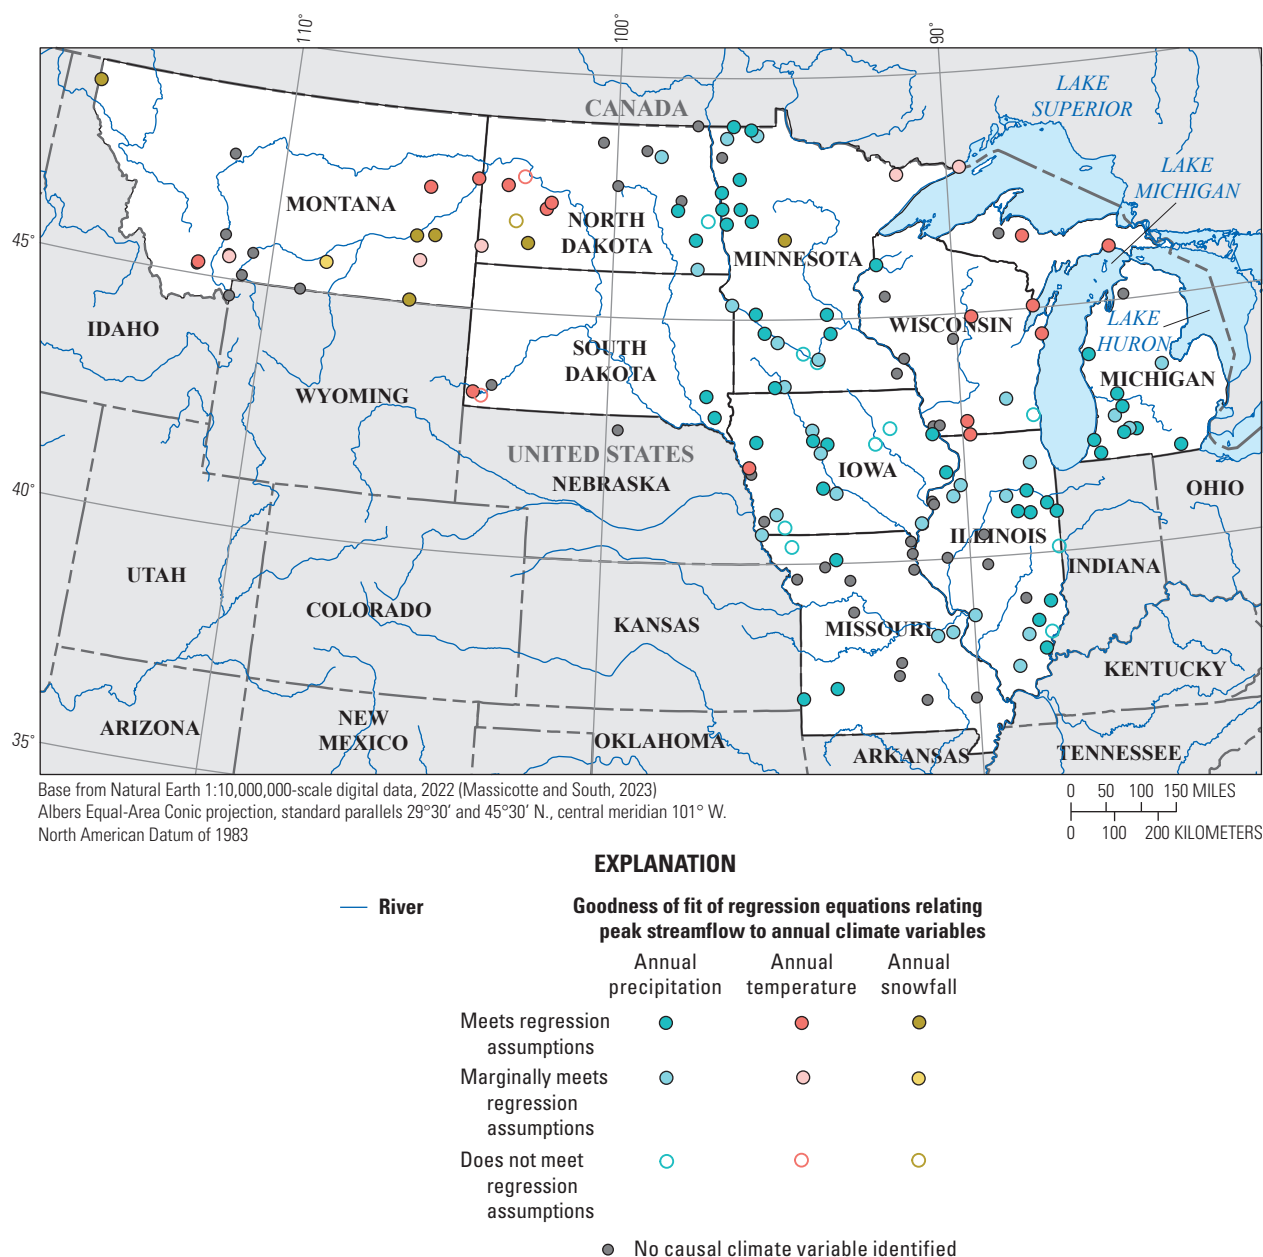 110°
100°
90°
CANADA
LAKE
SUPERIOR
LAKE
MICHIGAN
MONTANA
NORTH
DAKOTA
45°
MINNESOTA
IDAHO
WISCONSIN
LAKE
HURON
SOUTH
DAKOTA
MICHIGAN
WYOMING
UNITED STATES
IOWA
NEBRASKA
40°
OHIO
ILLINOIS
UTAH
INDIANA
COLORADO
KANSAS
MISSOURI
KENTUCKY
ARIZONA
NEW
MEXICO
35°
OKLAHOMA
ARKANSAS
TENNESSEE
Base from Natural Earth 1:10,000,000-scale digital data, 2022 (Massicotte and South, 2023)
Albers Equal-Area Conic projection, standard parallels 29°30′ and 45°30′ N., central meridian 101° W.
North American Datum of 1983
0 50 100 150 MILES
0 100 200 KILOMETERS
EXPLANATION
River
Goodness of fit of regression equations relating
peak streamflow to annual climate variables
Annual
precipitation
Annual
temperature
Annual
snowfall
Meets regression
assumptions
Marginally meets
regression
assumptions
Does not meet
regression
assumptions
No causal climate variable identified